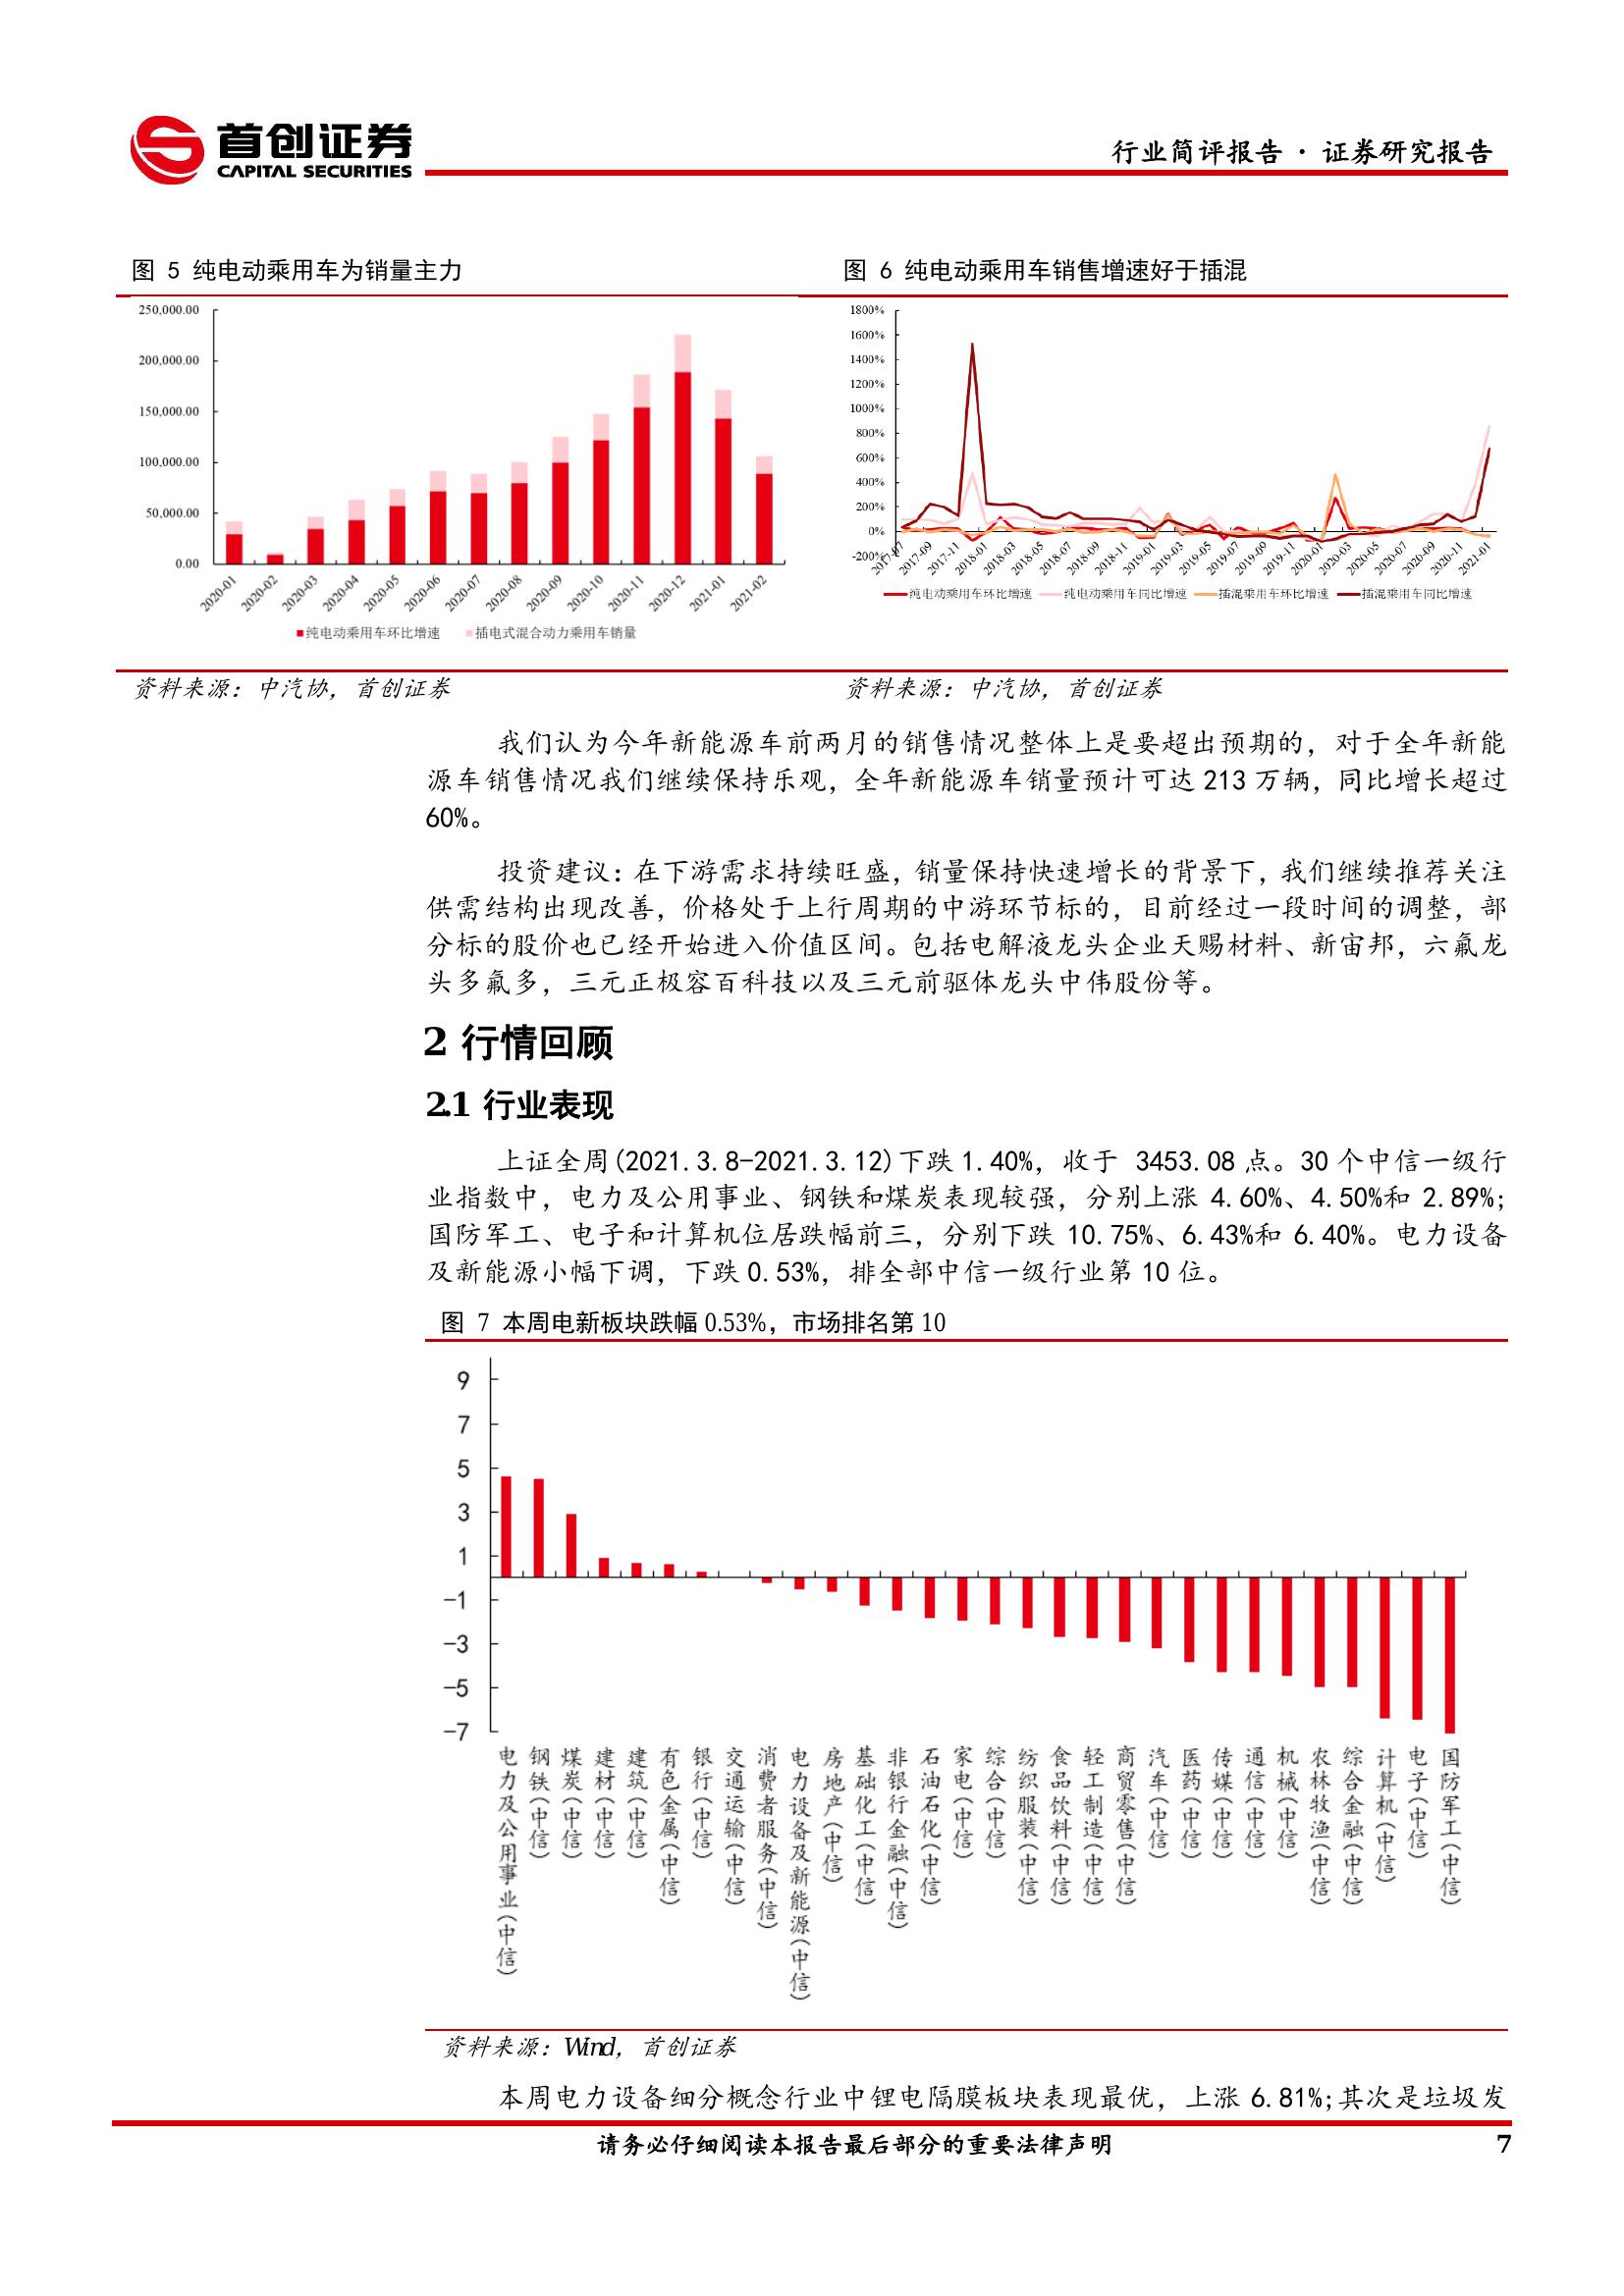 首创证券
CAPITAL SECURITIES
行业简评报告 · 证券研究报告
图 5 纯电动乘用车为销量主力
250,000.00
200,000.00
150,000.00
100,000.00
50,000.00
0.00
2020-01
2020-02
2020-03
2020-04
2020-05
2020-06
2020-07
2020-08
2020-09
2020-10
2020-11
2020-12
2021-01
2021-02
纯电动乘用车环比增速 插电式混合动力乘用车销量
图 6 纯电动乘用车销售增速好于插混
1800%
1600%
1400%
1200%
1000%
800%
600%
400%
200%
0%
-200%
2017-07
2017-09
2017-11
2018-01
2018-03
2018-05
2018-07
2018-09
2018-11
2019-01
2019-03
2019-05
2019-07
2019-09
2019-11
2020-01
2020-03
2020-05
2020-07
2020-09
2020-11
2021-01
纯电动乘用车环比增速 纯电动乘用车同比增速 插混乘用车环比增速 插混乘用车同比增速
资料来源：中汽协，首创证券
资料来源：中汽协，首创证券
我们认为今年新能源车前两月的销售情况整体上是要超出预期的，对于全年新能
源车销售情况我们继续保持乐观，全年新能源车销量预计可达 213 万辆，同比增长超过
60%。
投资建议：在下游需求持续旺盛，销量保持快速增长的背景下，我们继续推荐关注
供需结构出现改善，价格处于上行周期的中游环节标的，目前经过一段时间的调整，部
分标的股价也已经开始进入价值区间。包括电解液龙头企业天赐材料、新宙邦，六氟龙
头多氟多，三元正极容百科技以及三元前驱体龙头中伟股份等。
2 行情回顾
2.1 行业表现
上证全周(2021.3.8-2021.3.12)下跌 1.40%，收于 3453.08 点。30 个中信一级行
业指数中，电力及公用事业、钢铁和煤炭表现较强，分别上涨 4.60%、4.50%和 2.89%；
国防军工、电子和计算机位居跌幅前三，分别下跌 10.75%、6.43%和 6.40%。电力设备
及新能源小幅下调，下跌 0.53%，排全部中信一级行业第 10 位。
图 7 本周电新板块跌幅 0.53%，市场排名第 10
9
7
5
3
1
-1
-3
-5
-7
电力及公用事业(中信)
钢铁(中信)
煤炭(中信)
建材(中信)
建筑(中信)
有色金属(中信)
银行(中信)
交通运输(中信)
消费者服务(中信)
电力设备及新能源(中信)
房地产(中信)
基础化工(中信)
非银行金融(中信)
石油石化(中信)
家电(中信)
综合(中信)
纺织服装(中信)
食品饮料(中信)
轻工制造(中信)
商贸零售(中信)
汽车(中信)
医药(中信)
传媒(中信)
通信(中信)
机械(中信)
农林牧渔(中信)
综合金融(中信)
计算机(中信)
电子(中信)
国防军工(中信)
资料来源：Wind，首创证券
本周电力设备细分概念行业中锂电隔膜板块表现最优，上涨 6.81%;其次是垃圾发
请务必仔细阅读本报告最后部分的重要法律声明
7